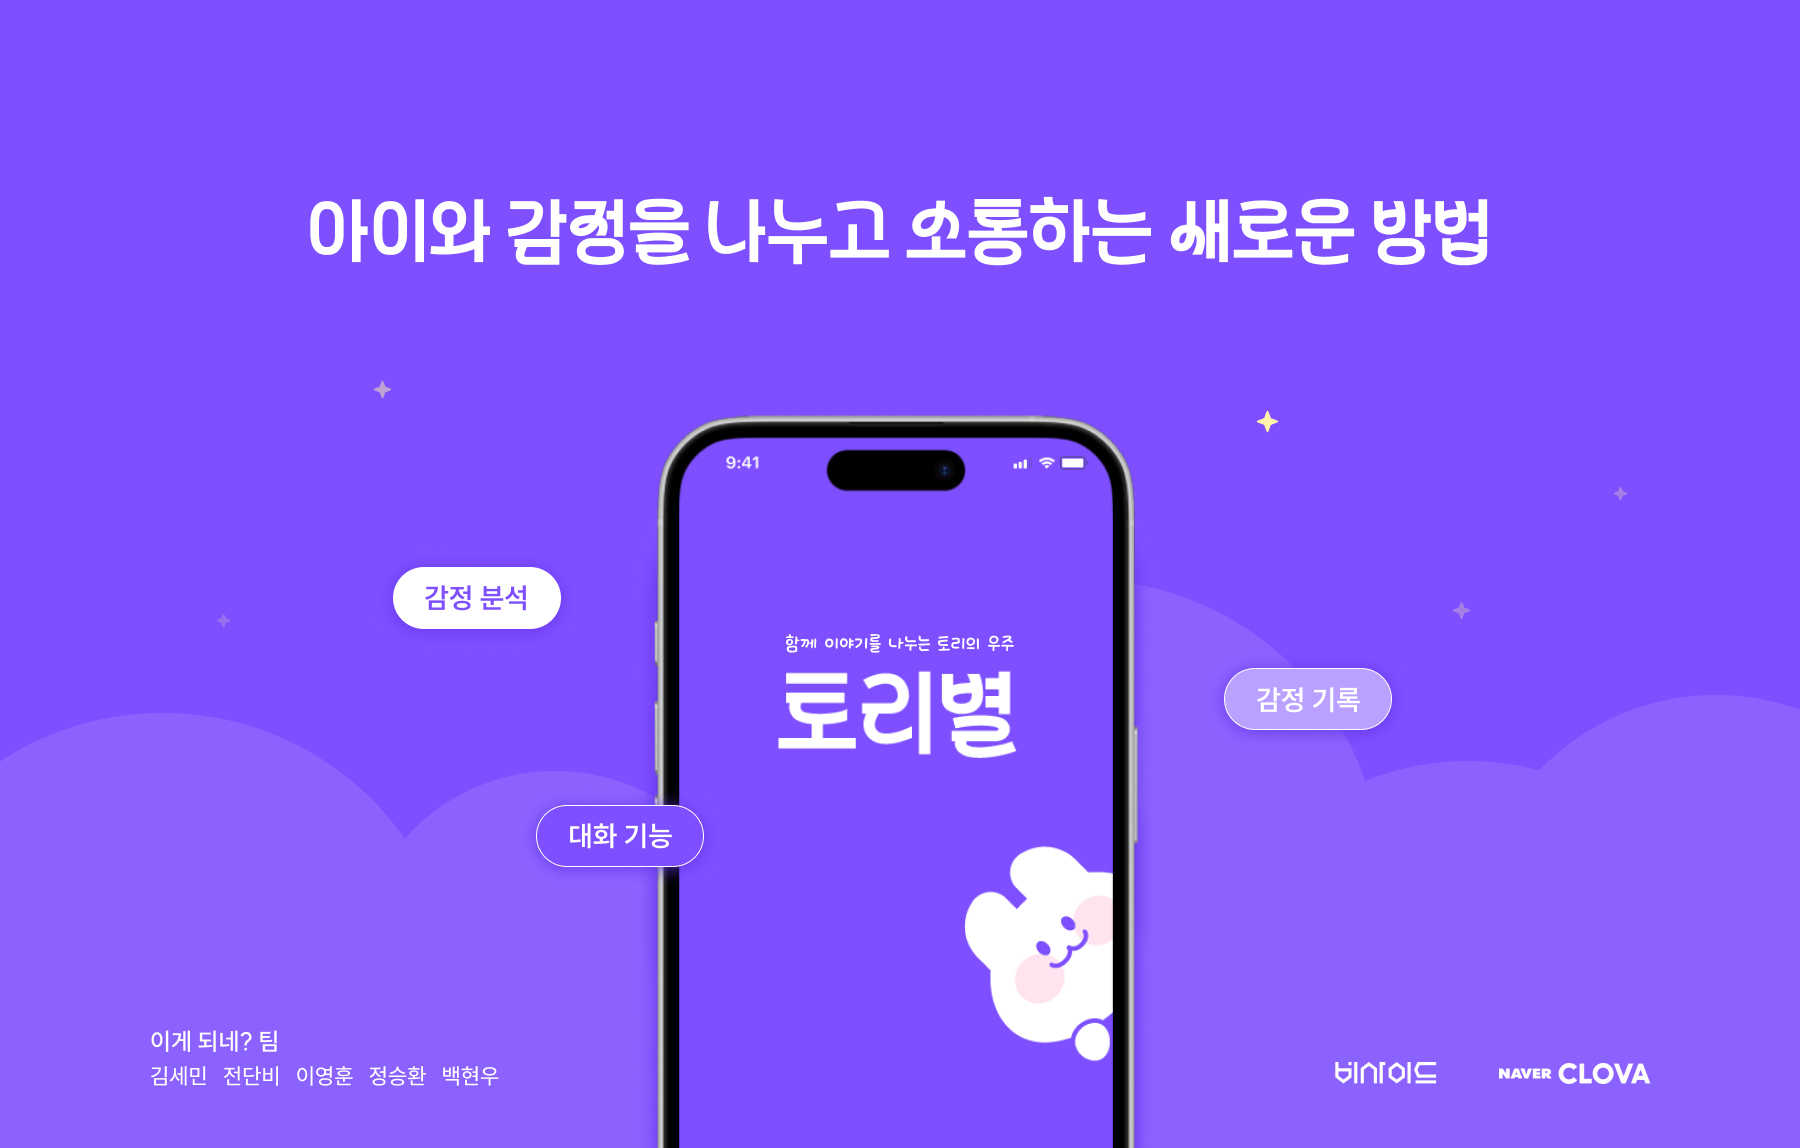 아이와 감정을 나누고 소통하는 새로운 방법
9:41
감정 분석
함께 이야기를 나누는 토리의 우주
토리별
감정 기록
대화 기능
이게 되네? 팀
김세민 전단비 이영훈 정승환 백현우
비사이드
NAVER CLOVA